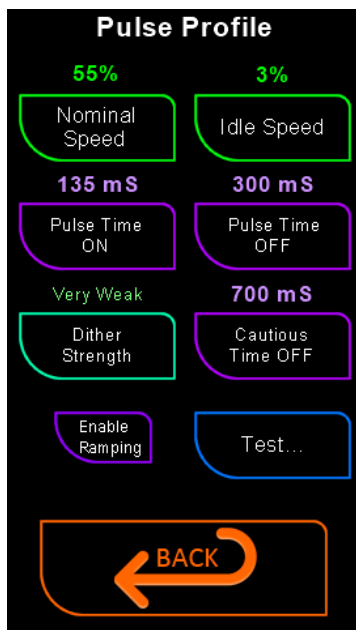 Pulse Profile
55%
3%
Nominal
Speed
Idle Speed
135 mS
300 mS
Pulse Time
ON
Pulse Time
OFF
Very Weak
700 mS
Dither
Strength
Cautious
Time OFF
Enable
Ramping
Test...
BACK